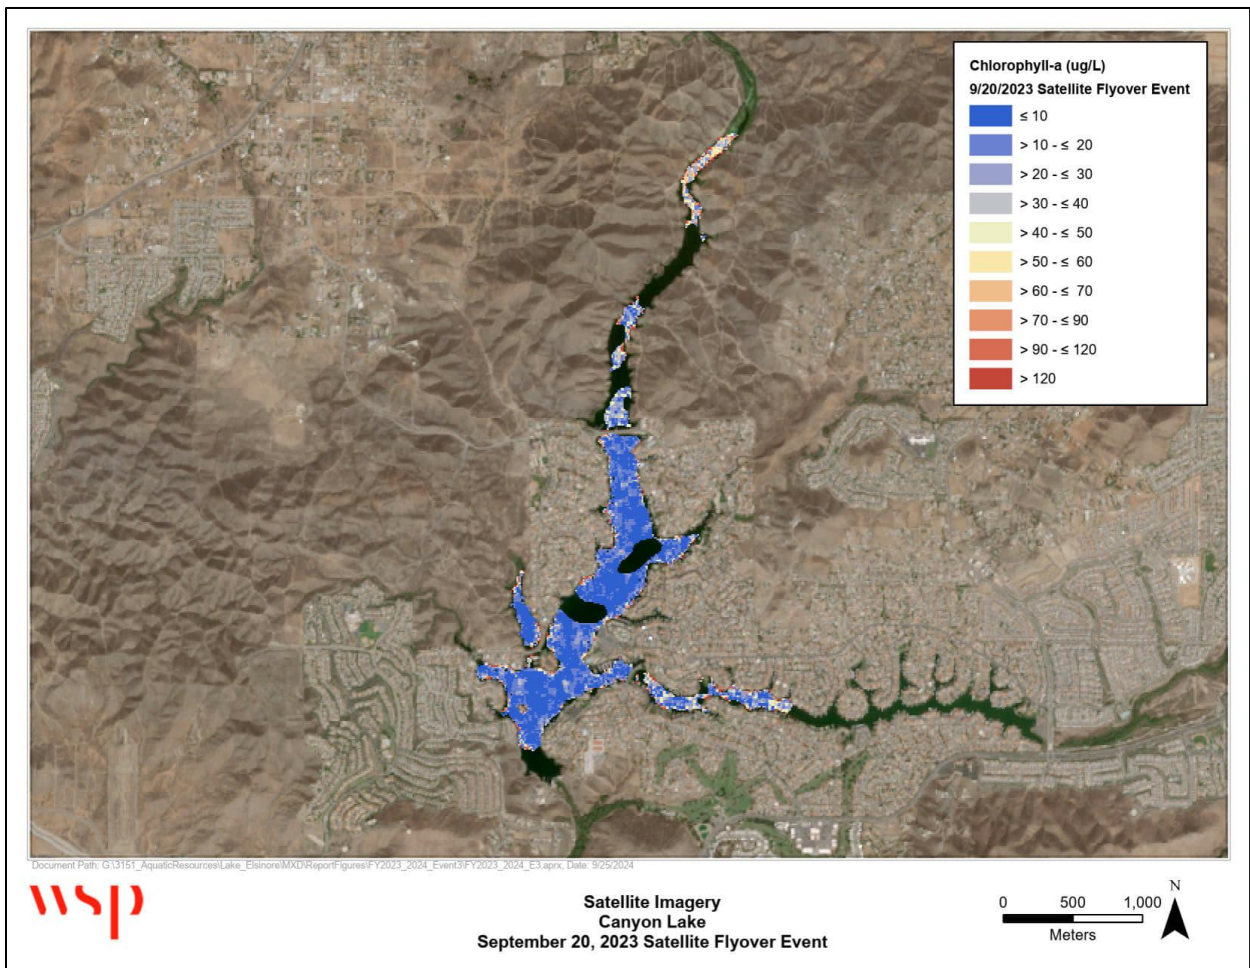 Chlorophyll-a (ug/L)
9/20/2023 Satellite Flyover Event
≤ 10
> 10 - ≤ 20
> 20 - ≤ 30
> 30 - ≤ 40
> 40 - ≤ 50
> 50 - ≤ 60
> 60 - ≤ 70
> 70 - ≤ 90
> 90 - ≤ 120
> 120
Document Path: G:\3151_AquaticResources\Lake_Elsinore\MXD\ReportFigures\FY2023_2024_Event3\FY2023_2024_E3.aprx, Date: 9/25/2024
wsp
Satellite Imagery
Canyon Lake
September 20, 2023 Satellite Flyover Event
0 500 1,000
Meters
N